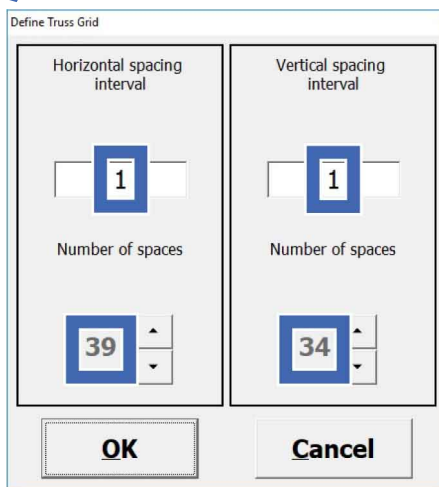 Define Truss Grid
Horizontal spacing
interval
1
Number of spaces
39
Vertical spacing
interval
1
Number of spaces
34
OK
Cancel